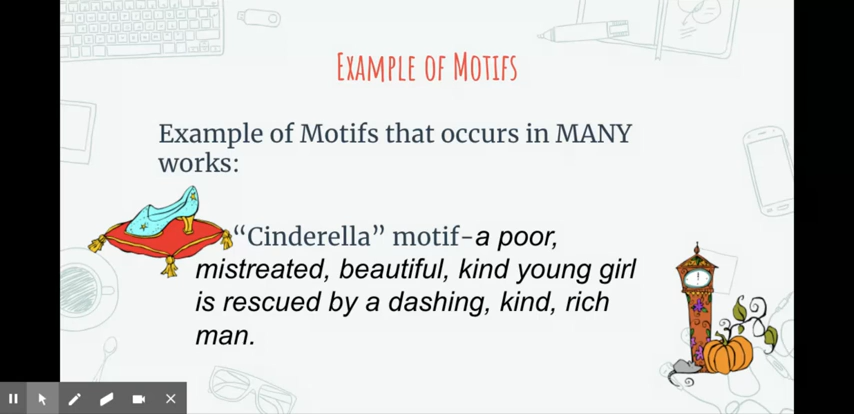 Example of Motifs
Example of Motifs that occurs in MANY
works:
“Cinderella” motif-a poor,
mistreated, beautiful, kind young girl
is rescued by a dashing, kind, rich
man.